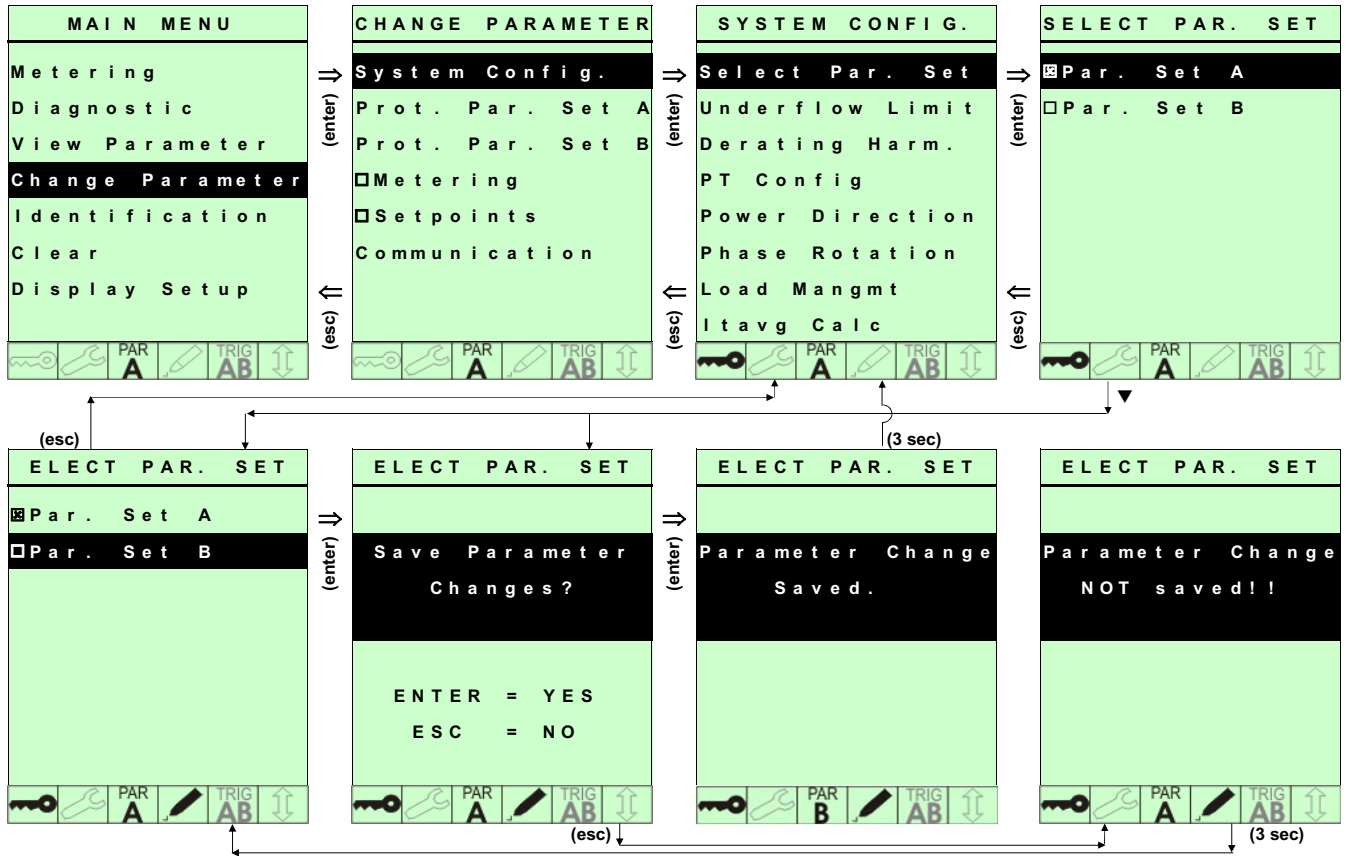 MAIN MENU
Metering
Diagnostic
View Parameter
Change Parameter
Identification
Clear
Display Setup
PAR
A
TRIG
AB
(enter)
(esc)
CHANGE PARAMETER
System Config.
Prot. Par. Set A
Prot. Par. Set B
Metering
Setpoints
Communication
PAR
A
TRIG
AB
(enter)
(esc)
SYSTEM CONFIG.
Select Par. Set
Underflow Limit
Derating Harm.
PT Config
Power Direction
Phase Rotation
Load Mangmt
Itavg Calc
PAR
A
TRIG
AB
(enter)
(esc)
SELECT PAR. SET
Par. Set A
Par. Set B
PAR
A
TRIG
AB
(esc)
(3 sec)
ELECT PAR. SET
Par. Set A
Par. Set B
PAR
A
TRIG
AB
(enter)
ELECT PAR. SET
Save Parameter
Changes?
ENTER = YES
ESC = NO
PAR
A
TRIG
AB
(enter)
(esc)
ELECT PAR. SET
Parameter Change
Saved.
PAR
B
TRIG
AB
ELECT PAR. SET
Parameter Change
NOT saved!!
PAR
A
TRIG
AB
(3 sec)